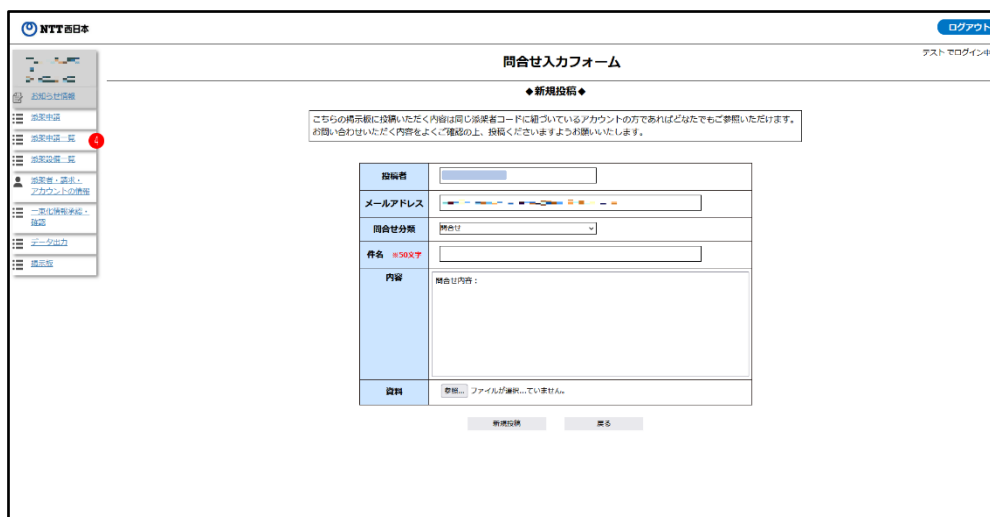 NTT西日本
ログアウト
テスト でログイン中
お知らせ情報
添架申請
添架申請一覧
4
添架設備一覧
添架者・請求・
アカウントの情報
一束化情報承認・
確認
データ出力
掲示板
問合せ入力フォーム
◆新規投稿◆
こちらの掲示板に投稿いただく内容は同じ添架者コードに紐づいているアカウントの方であればどなたでもご参照いただけます。
お問い合わせいただく内容をよくご確認の上、投稿くださいますようお願いいたします。
投稿者
メールアドレス
問合せ分類
問合せ
件名 ※50文字
内容
問合せ内容：
資料
参照... ファイルが選択...ていません。
新規投稿
戻る